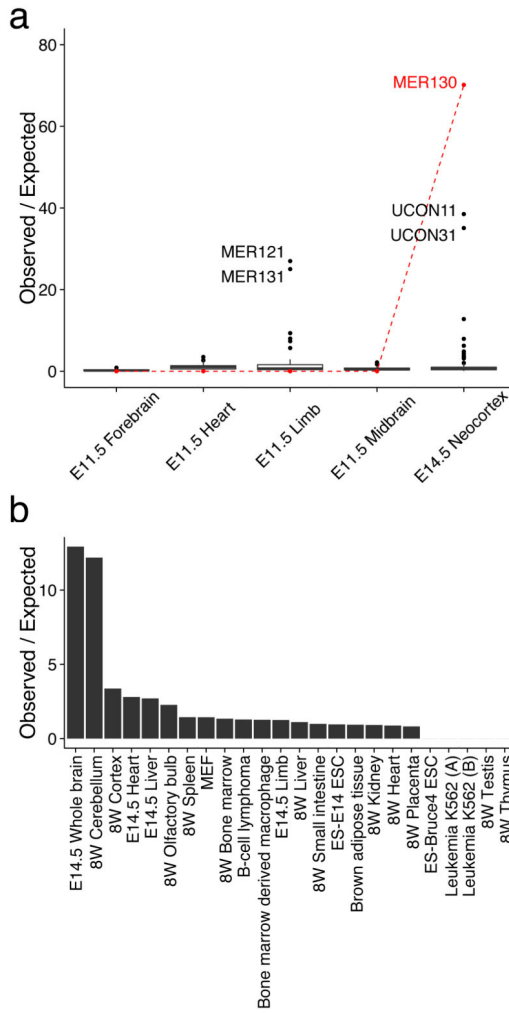 a
80
60
40
20
0
Observed / Expected
MER130
UCON11
UCON31
MER121
MER131
E11.5 Forebrain
E11.5 Heart
E11.5 Limb
E11.5 Midbrain
E14.5 Neocortex
b
10
5
0
Observed / Expected
E14.5 Whole brain
8W Cerebellum
8W Cortex
E14.5 Heart
E14.5 Liver
8W Olfactory bulb
8W Spleen
MEF
8W Bone marrow
B-cell lymphoma
Bone marrow derived macrophage
E14.5 Limb
8W Liver
8W Small intestine
ES-E14 ESC
Brown adipose tissue
8W Kidney
8W Heart
8W Placenta
ES-Bruce4 ESC
Leukemia K562 (A)
Leukemia K562 (B)
8W Testis
8W Thymus